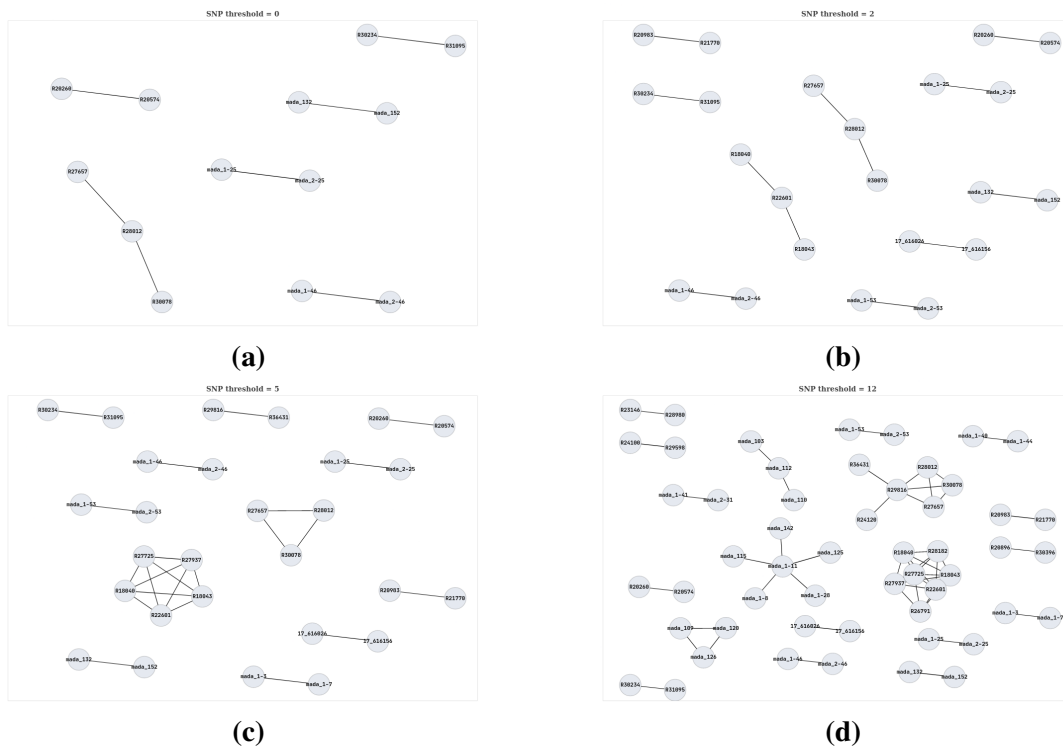 SNP threshold = 0
R30234
R31095
R20260
R20574
mada_132
mada_152
R27657
mada_1-25
mada_2-25
R28012
mada_1-46
R30078
mada_2-46
(a)
SNP threshold = 2
R20983
R21770
R20260
R20574
R27657
mada_1-25
mada_2-25
R30234
R31095
R28012
R18040
R30078
R22601
mada_132
mada_152
17_616026
17_616156
R18043
mada_1-46
mada_2-46
mada_1-53
mada_2-53
(b)
SNP threshold = 5
R30234
R31095
R29816
R36431
R20260
R20574
mada_1-46
mada_2-46
mada_1-25
mada_2-25
mada_1-53
mada_2-53
R27657
R28012
R30078
R27725
R27937
R18040
R18043
R22601
R20983
R21770
17_616026
17_616156
mada_132
mada_152
mada_1-3
mada_1-7
(c)
SNP threshold = 12
R23146
R28980
mada_1-53
mada_2-53
mada_1-40
mada_1-44
R24100
R29598
mada_103
mada_112
mada_110
R36431
R28012
R29816
R30078
R27657
R24120
mada_1-41
mada_2-31
R20983
R21770
mada_142
mada_115
mada_125
mada_1-11
mada_1-8
mada_1-28
R18040
R28182
R27725
R18043
R27937
R22601
R26791
R20896
R30396
R20260
R20574
mada_109
mada_120
mada_126
17_616026
17_616156
mada_1-3
mada_1-7
mada_1-25
mada_2-25
mada_1-46
mada_2-46
mada_132
mada_152
R30234
R31095
(d)